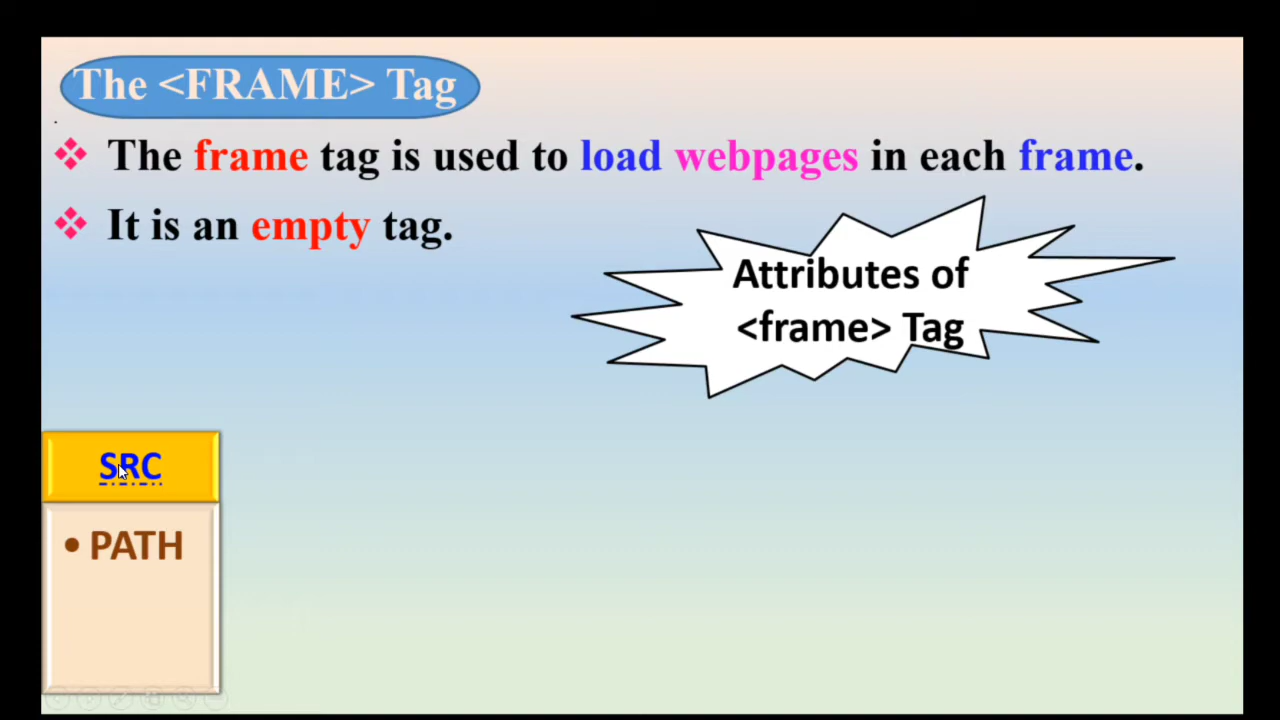 The <FRAME> Tag
❖ The frame tag is used to load webpages in each frame.
❖ It is an empty tag.
Attributes of
<frame> Tag
SRC
• PATH